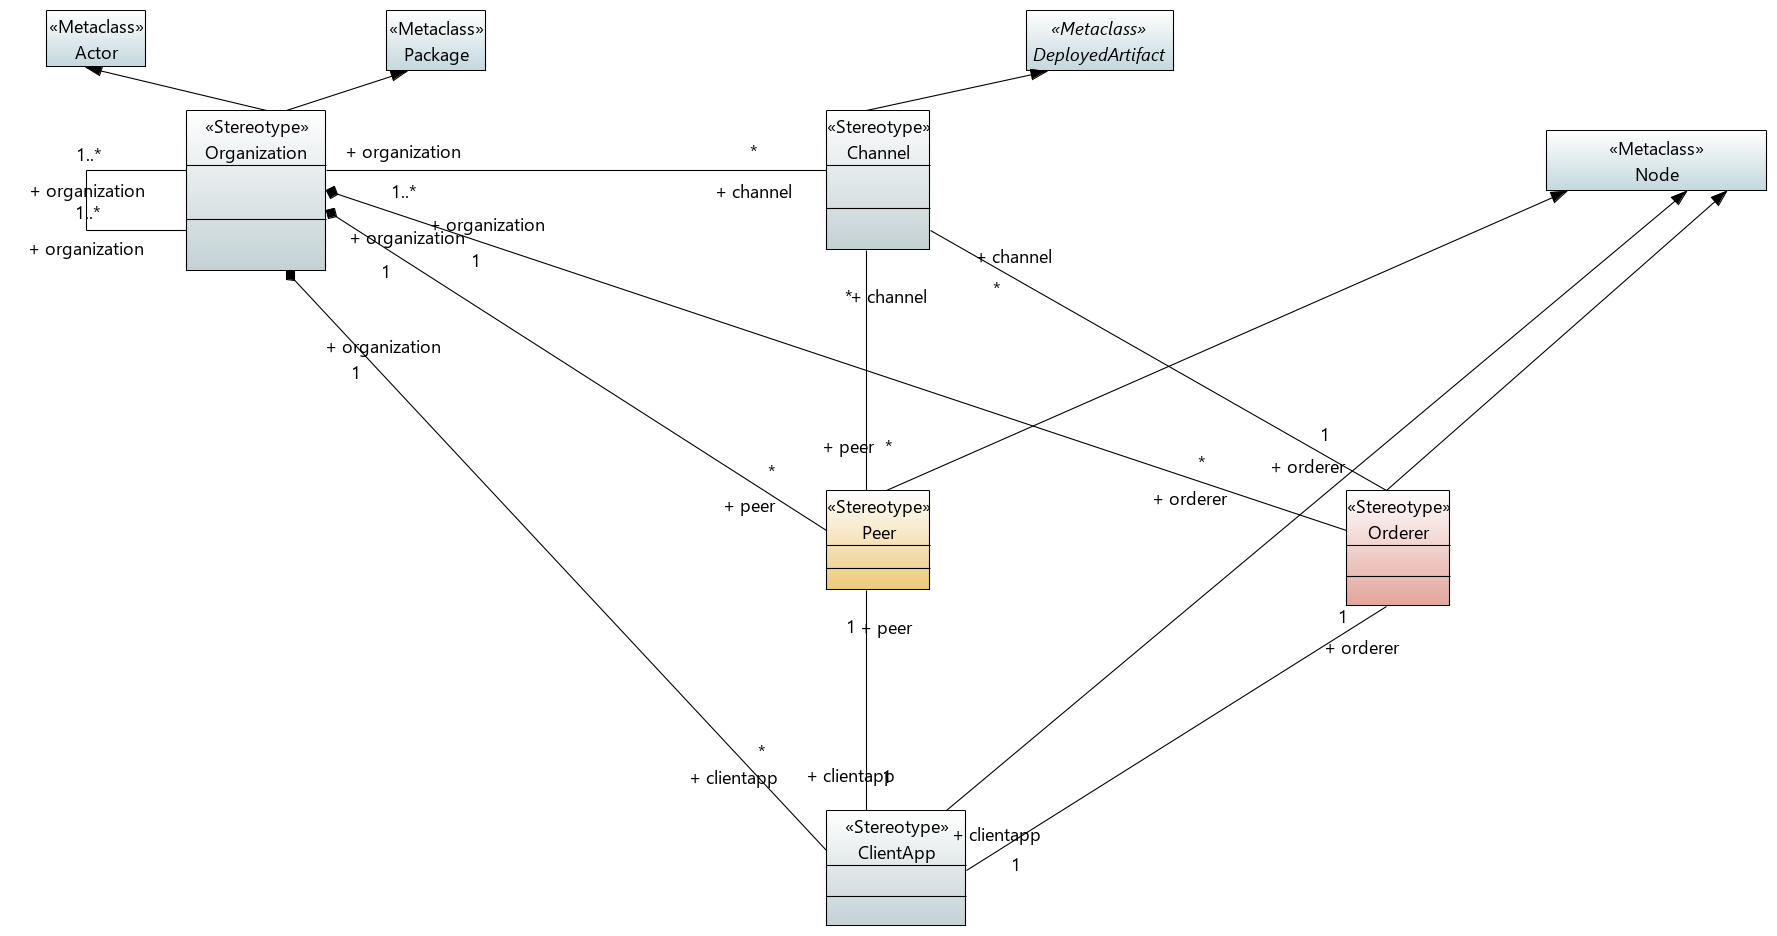 «Metaclass»
Actor
«Metaclass»
Package
«Metaclass»
DeployedArtifact
«Stereotype»
Organization
«Stereotype»
Channel
«Metaclass»
Node
1..*
+ organization
1..*
+ organization
+ organization
1..*
*
+ channel
+ organization
1
+ organization
1
+ channel
*
*
+ channel
+ organization
1
+ peer
*
1
+ orderer
*
+ orderer
*
+ peer
«Stereotype»
Peer
«Stereotype»
Orderer
1
+ peer
1
+ orderer
*
+ clientapp
+ clientapp
1
«Stereotype»
ClientApp
+ clientapp
1